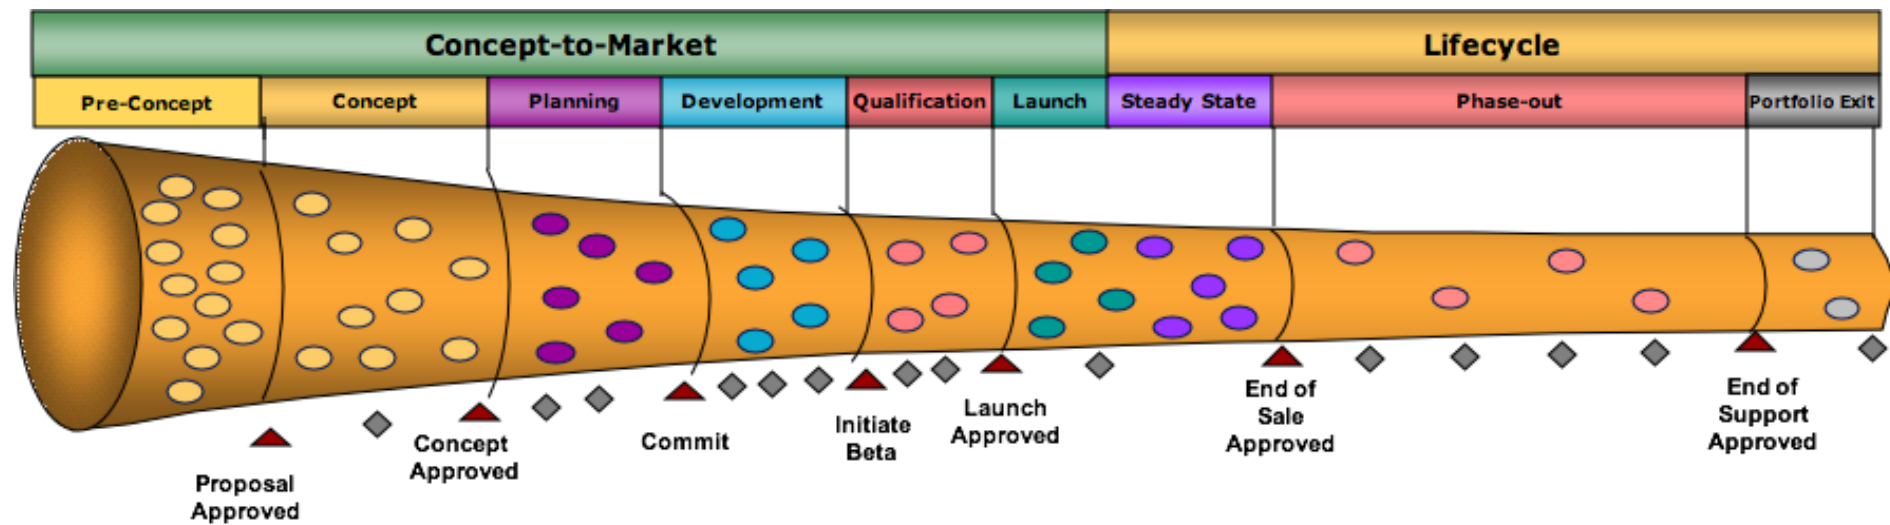 Concept-to-Market
Lifecycle
Pre-Concept
Concept
Planning
Development
Qualification
Launch
Steady State
Phase-out
Portfolio Exit
Proposal
Approved
Concept
Approved
Commit
Initiate
Beta
Launch
Approved
End of
Sale
Approved
End of
Support
Approved